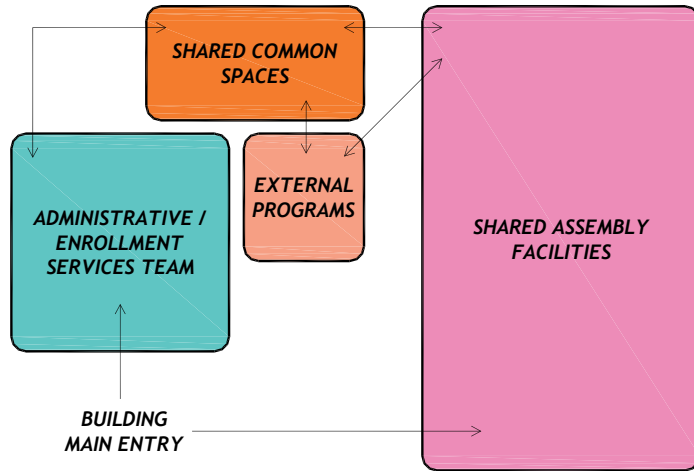 SHARED COMMON
SPACES
ADMINISTRATIVE /
ENROLLMENT
SERVICES TEAM
EXTERNAL
PROGRAMS
SHARED ASSEMBLY
FACILITIES
BUILDING
MAIN ENTRY